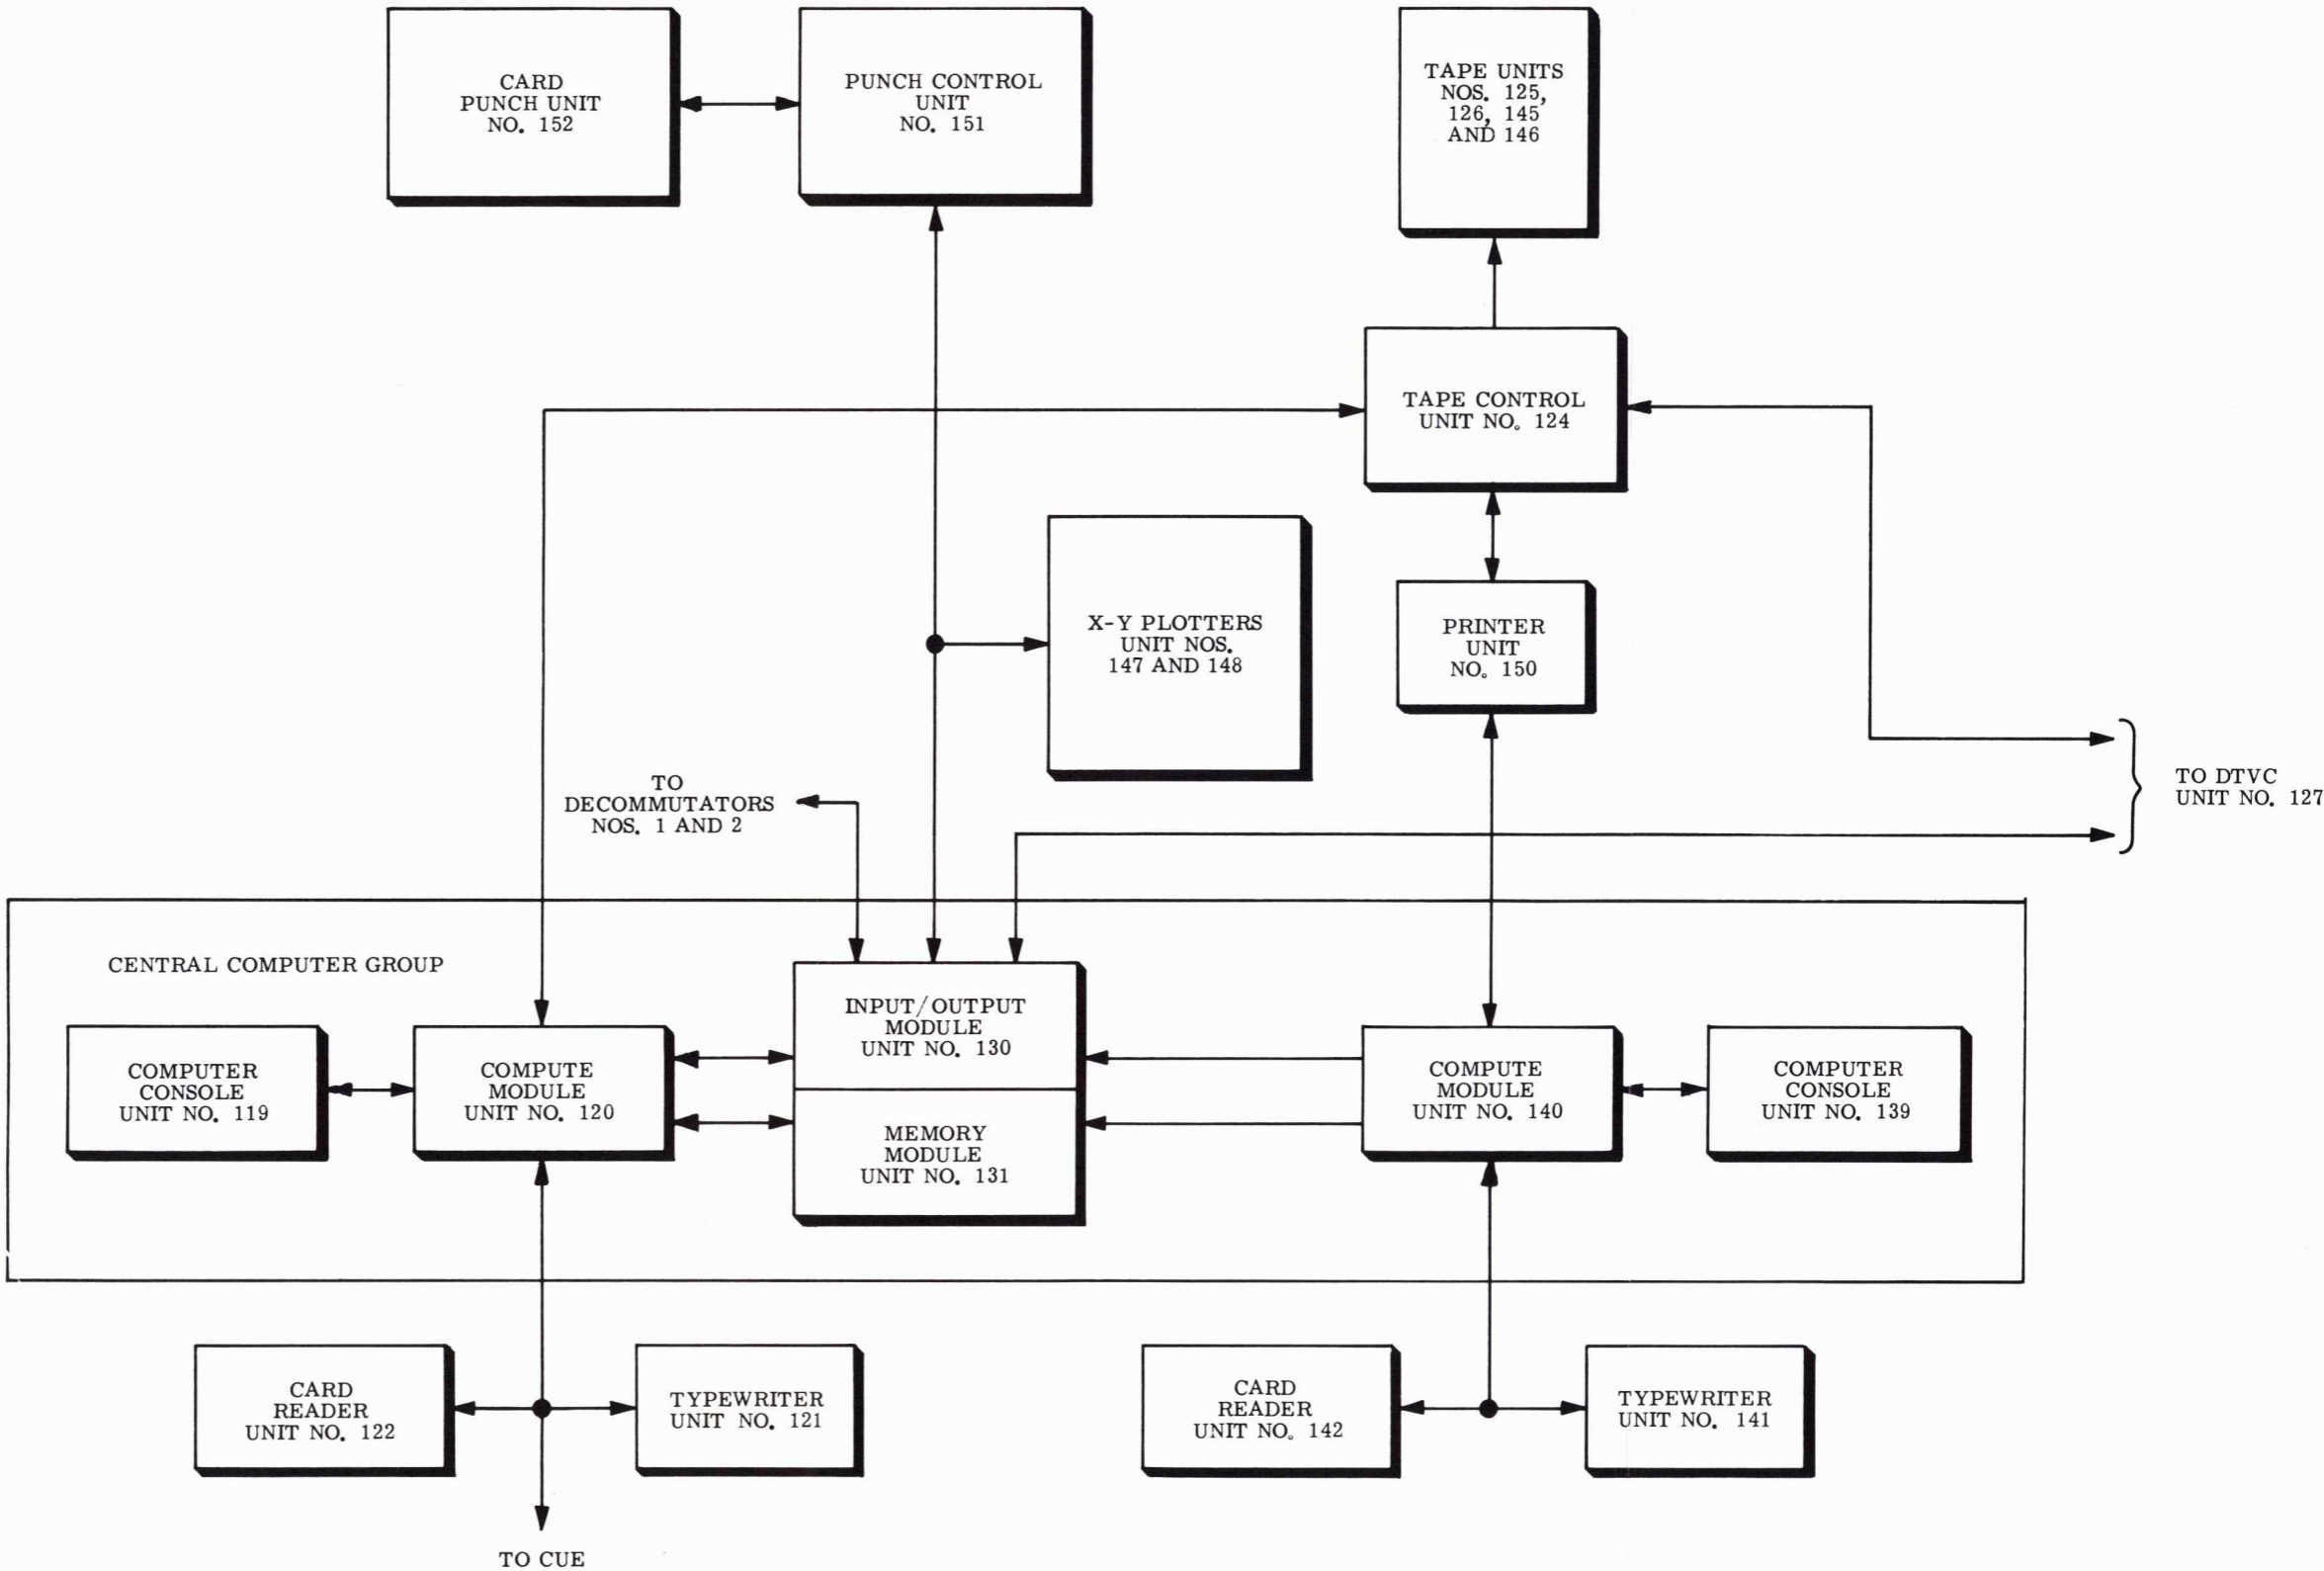 CARD
PUNCH UNIT
NO. 152
PUNCH CONTROL
UNIT
NO. 151
TAPE UNITS
NOS. 125,
126, 145
AND 146
TAPE CONTROL
UNIT NO. 124
X-Y PLOTTERS
UNIT NOS.
147 AND 148
PRINTER
UNIT
NO. 150
TO
DECOMMUTATORS
NOS. 1 AND 2
TO DTVC
UNIT NO. 127
CENTRAL COMPUTER GROUP
COMPUTER
CONSOLE
UNIT NO. 119
COMPUTE
MODULE
UNIT NO. 120
INPUT/OUTPUT
MODULE
UNIT NO. 130
MEMORY
MODULE
UNIT NO. 131
COMPUTE
MODULE
UNIT NO. 140
COMPUTER
CONSOLE
UNIT NO. 139
CARD
READER
UNIT NO. 122
TYPEWRITER
UNIT NO. 121
CARD
READER
UNIT NO. 142
TYPEWRITER
UNIT NO. 141
TO CUE